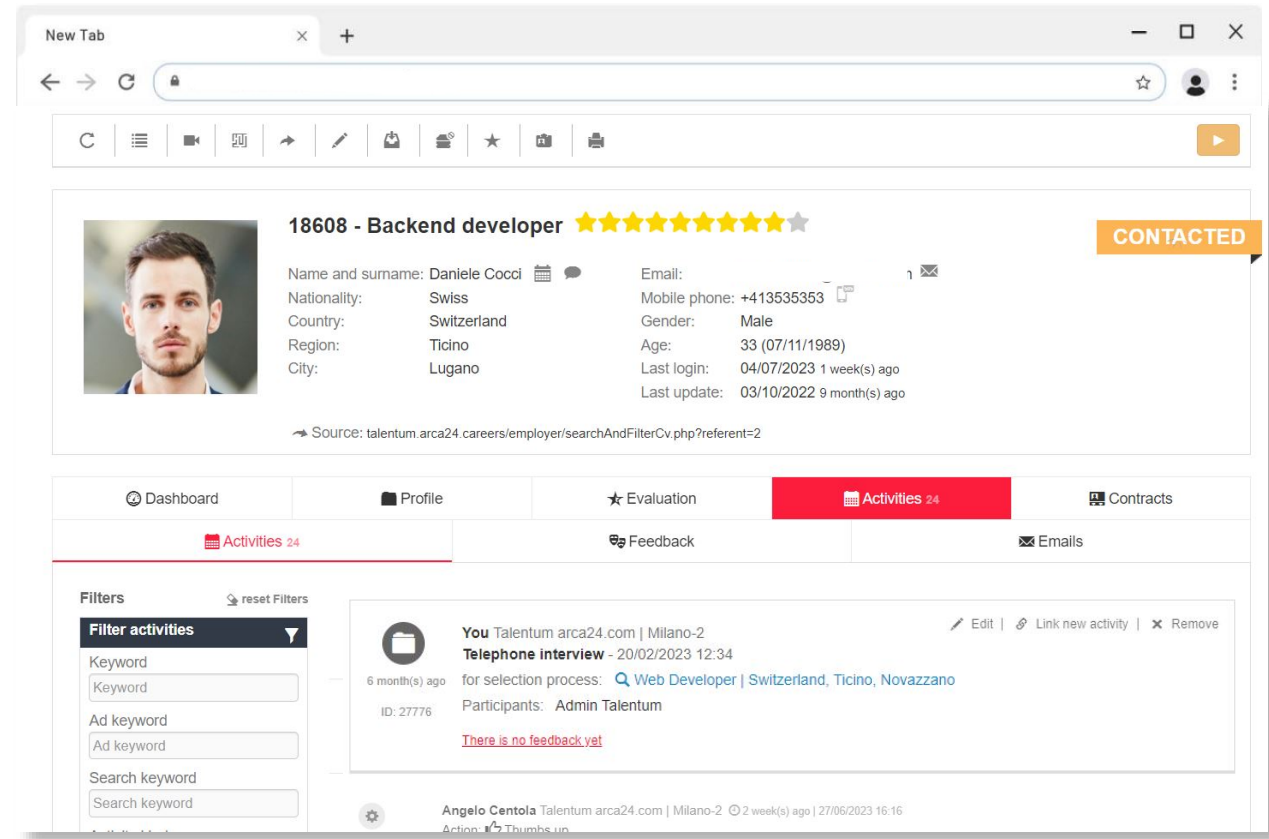 New Tab
18608 - Backend developer
CONTACTED
Name and surname: Daniele Cocci
Nationality: Swiss
Country: Switzerland
Region: Ticino
City: Lugano
Email:
Mobile phone: +413535353
Gender: Male
Age: 33 (07/11/1989)
Last login: 04/07/2023 1 week(s) ago
Last update: 03/10/2022 9 month(s) ago
Source: talentum.arca24.careers/employer/searchAndFilterCv.php?referent=2
Dashboard
Profile
Evaluation
Activities 24
Contracts
Activities 24
Feedback
Emails
Filters
reset Filters
Filter activities
Keyword
Keyword
Ad keyword
Ad keyword
Search keyword
Search keyword
6 month(s) ago
ID: 27776
You Talentum arca24.com | Milano-2
Telephone interview - 20/02/2023 12:34
for selection process: Web Developer | Switzerland, Ticino, Novazzano
Participants: Admin Talentum
There is no feedback yet
Edit | Link new activity | Remove
Angelo Centola Talentum arca24.com | Milano-2 2 week(s) ago | 27/06/2023 16:16
Action: Thumbs up